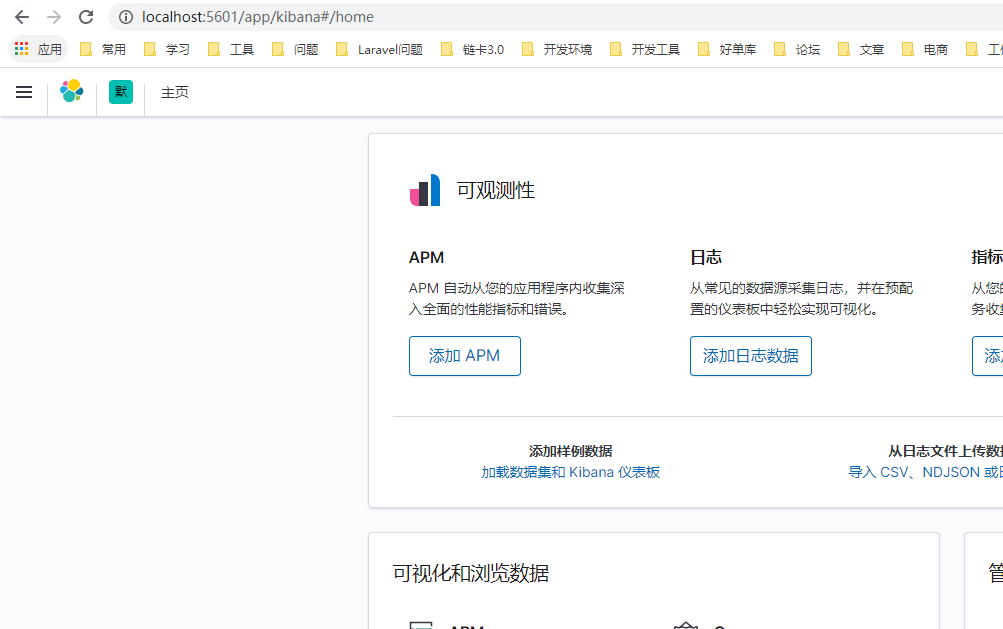 localhost:5601/app/kibana#/home
应用 常用 学习 工具 问题 Laravel问题 链卡3.0 开发环境 开发工具 好单库 论坛 文章 电商
默 主页
可观测性
APM 日志 指标
APM 自动从您的应用程序内收集深 从常见的数据源采集日志，并在预配 从您的
入全面的性能指标和错误。 置的仪表板中轻松实现可视化。 务收集
添加 APM 添加日志数据 添加
添加样例数据 从日志文件上传数据
加载数据集和 Kibana 仪表板 导入 CSV、NDJSON 或日
可视化和浏览数据 管
APM